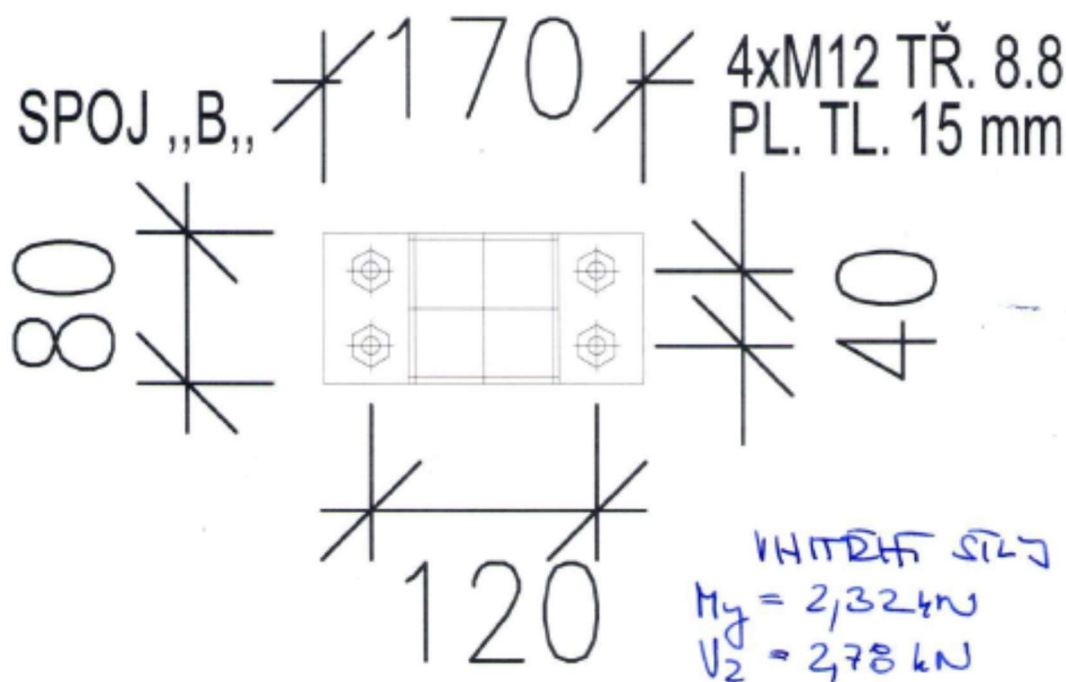 170
4xM12 TŘ. 8.8
PL. TL. 15 mm
SPOJ „B„
80
40
120
VNITŘNÍ SÍLY
My = 2,32 kN
Vz = 2,78 kN